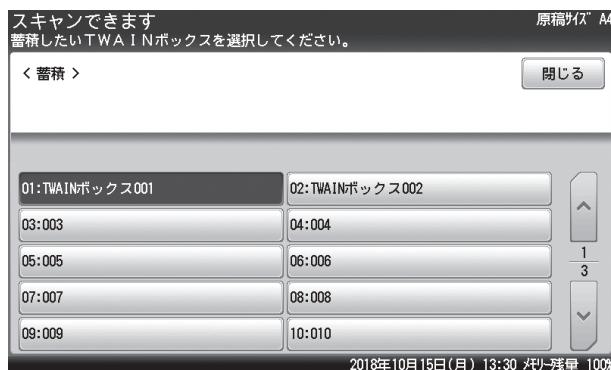 スキャンできます 原稿サイズ A4
蓄積したいTWAINボックスを選択してください。
< 蓄積 > 閉じる
01:TWAINボックス001 02:TWAINボックス002
03:003 04:004
05:005 06:006
1
07:007 08:008
3
09:009 10:010
2018年10月15日(月) 13:30 メモリー残量 100%